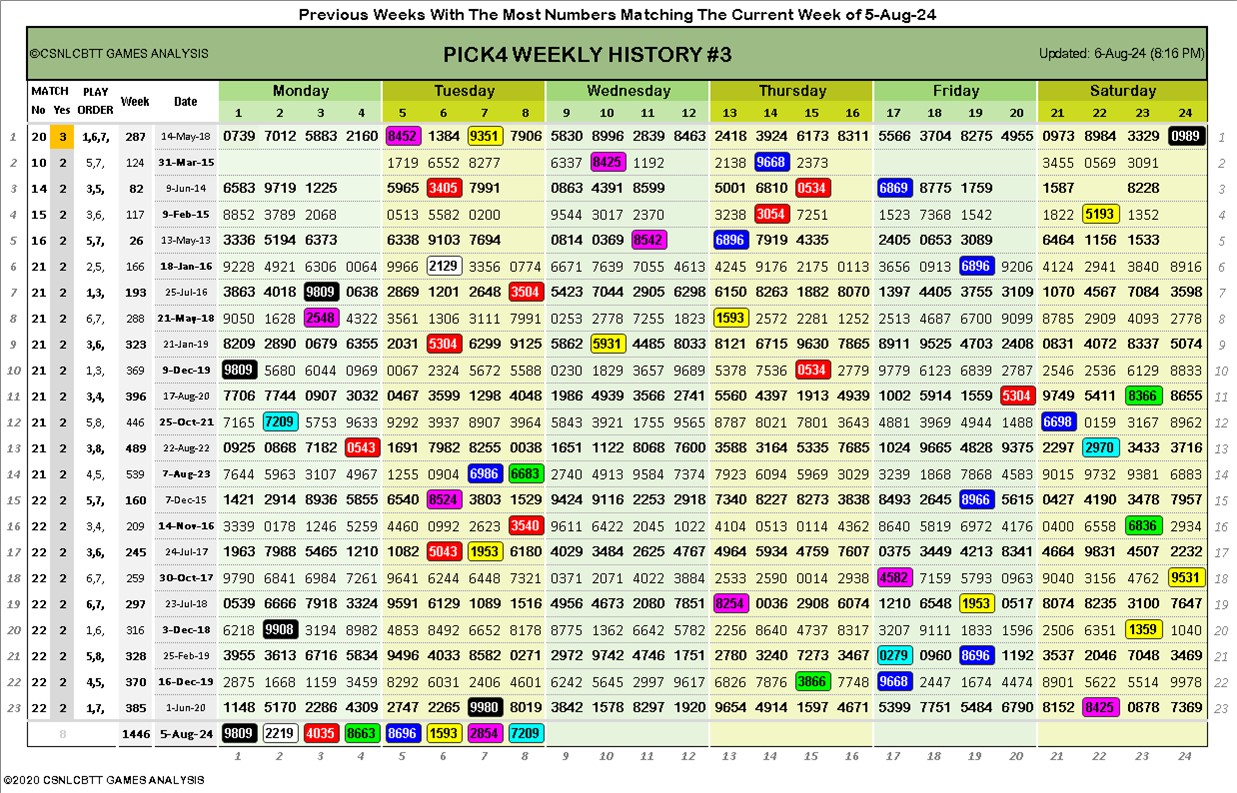 Previous Weeks With The Most Numbers Matching The Current Week of 5-Aug-24
©CSNLCBTT GAMES ANALYSIS PICK4 WEEKLY HISTORY #3 Updated: 6-Aug-24 (8:16 PM)
MATCH PLAY Week Date Monday Tuesday Wednesday Thursday Friday Saturday
No Yes ORDER 1 2 3 4 5 6 7 8 9 10 11 12 13 14 15 16 17 18 19 20 21 22 23 24
1 20 3 1,6,7, 287 14-May-18 0739 7012 5883 2160 8452 1384 9351 7906 5830 8996 2839 8463 2418 3924 6173 8311 5566 3704 8275 4955 0973 8984 3329 0989 1
2 10 2 5,7, 124 31-Mar-15 1719 6552 8277 6337 8425 1192 2138 9668 2373 3455 0569 3091 2
3 14 2 3,5, 82 9-Jun-14 6583 9719 1225 5965 3405 7991 0863 4391 8599 5001 6810 0534 6869 8775 1759 1587 8228 3
4 15 2 3,6, 117 9-Feb-15 8852 3789 2068 0513 5582 0200 9544 3017 2370 3238 3054 7251 1523 7368 1542 1822 5193 1352 4
5 16 2 5,7, 26 13-May-13 3336 5194 6373 6338 9103 7694 0814 0369 8542 6896 7919 4335 2405 0653 3089 6464 1156 1533 5
6 21 2 2,5, 166 18-Jan-16 9228 4921 6306 0064 9966 2129 3356 0774 6671 7639 7055 4613 4245 9176 2175 0113 3656 0913 6896 9206 4124 2941 3840 8916 6
7 21 2 1,3, 193 25-Jul-16 3863 4018 9809 0638 2869 1201 2648 3504 5423 7044 2905 6298 6150 8263 1882 8070 1397 4405 3755 3109 1070 4567 7084 3598 7
8 21 2 6,7, 288 21-May-18 9050 1628 2548 4322 3561 1306 3111 7991 0253 2778 7255 1823 1593 2572 2281 1252 2513 4687 6700 9099 8785 2909 4093 2778 8
9 21 2 3,6, 323 21-Jan-19 8209 2890 0679 6355 2035 5304 6299 9125 5862 5931 4485 8033 8121 6715 9630 7865 8911 9525 4703 2408 0831 4072 8337 5074 9
10 21 2 1,3, 369 9-Dec-19 9809 5680 6044 0969 0067 2324 5672 5588 0230 1829 3657 9689 5378 7536 0534 2779 9779 6123 6839 2787 2546 2536 6129 8833 10
11 21 2 3,4, 396 17-Aug-20 7706 7744 0907 3032 0467 3599 1298 4048 1986 4939 3566 2741 5560 4397 1913 4939 1002 5914 1559 5304 9749 5411 8366 8655 11
12 21 2 5,8, 446 25-Oct-21 7165 7209 6138 6423 9292 3937 8907 3964 5843 3921 1755 9565 8787 8021 7801 3643 4881 3969 4944 1488 6698 0159 3167 8962 12
13 21 2 3,8, 489 22-Aug-22 0925 0868 7182 0543 1691 7982 8255 0038 1651 1122 8068 7600 3588 3164 5335 7685 1024 9665 4828 9375 2297 2970 3433 3716 13
14 21 2 4,5, 539 7-Aug-23 7644 5963 3107 4967 1255 0904 6986 6683 2740 4913 9584 7374 7923 6094 5969 3029 3233 1896 7868 4583 9015 9732 9381 6883 14
15 22 2 5,7, 160 7-Dec-15 1421 2914 8936 5855 6540 8524 3803 1529 9424 9116 2253 2918 7340 8227 8273 3838 8493 2645 8966 5615 0427 4190 3478 7957 15
16 22 2 3,4, 209 14-Nov-16 3339 0178 1246 5259 4460 0992 2623 3540 9611 6422 2045 1022 4104 0513 0114 4362 8640 5819 6972 4176 0400 6558 6836 2934 16
17 22 2 3,6, 245 24-Jul-17 1963 7988 5465 1210 1082 5043 1953 6180 4029 3484 2625 4767 4964 5934 4759 7607 0375 3449 4213 8341 4664 9831 4507 2232 17
18 22 2 6,7, 259 30-Oct-17 9790 6841 6984 7261 9641 6244 6448 7321 0371 2071 4022 3884 2533 2590 0014 2938 4582 7159 5793 0963 9040 3156 4762 9531 18
19 22 2 6,7, 297 23-Jul-18 0539 6666 7918 3324 9591 6129 1089 1516 4956 4673 2080 7851 8254 0036 2908 6074 1210 6548 1953 0517 8074 8235 3100 7647 19
20 22 2 1,6, 316 3-Dec-18 6218 9908 3194 8982 4853 8492 6652 8178 8775 1362 6642 5782 2256 8640 4737 8317 3207 9111 1833 1596 2506 6351 1359 1040 20
21 22 2 5,8, 328 25-Feb-19 3955 3613 6716 5834 9496 4033 8582 0271 2972 9742 4746 1751 2780 3240 7273 3467 0279 0960 8696 1192 3537 2046 7048 3469 21
22 22 2 4,5, 370 16-Dec-19 2875 1668 1159 3459 8292 6031 2406 4601 6242 5645 2997 9617 6826 7876 3866 7748 9668 2447 1674 4474 8901 5622 5514 9978 22
23 22 2 1,7, 385 1-Jun-20 1148 5170 2286 4309 2747 2265 9980 8019 3842 1578 8297 1920 9654 4914 1597 4671 5399 7751 5484 6790 8152 8425 0878 7369 23
8 1446 5-Aug-24 9809 2219 4035 8663 8696 1593 2854 7209
1 2 3 4 5 6 7 8 9 10 11 12 13 14 15 16 17 18 19 20 21 22 23 24
©2020 CSNLCBTT GAMES ANALYSIS